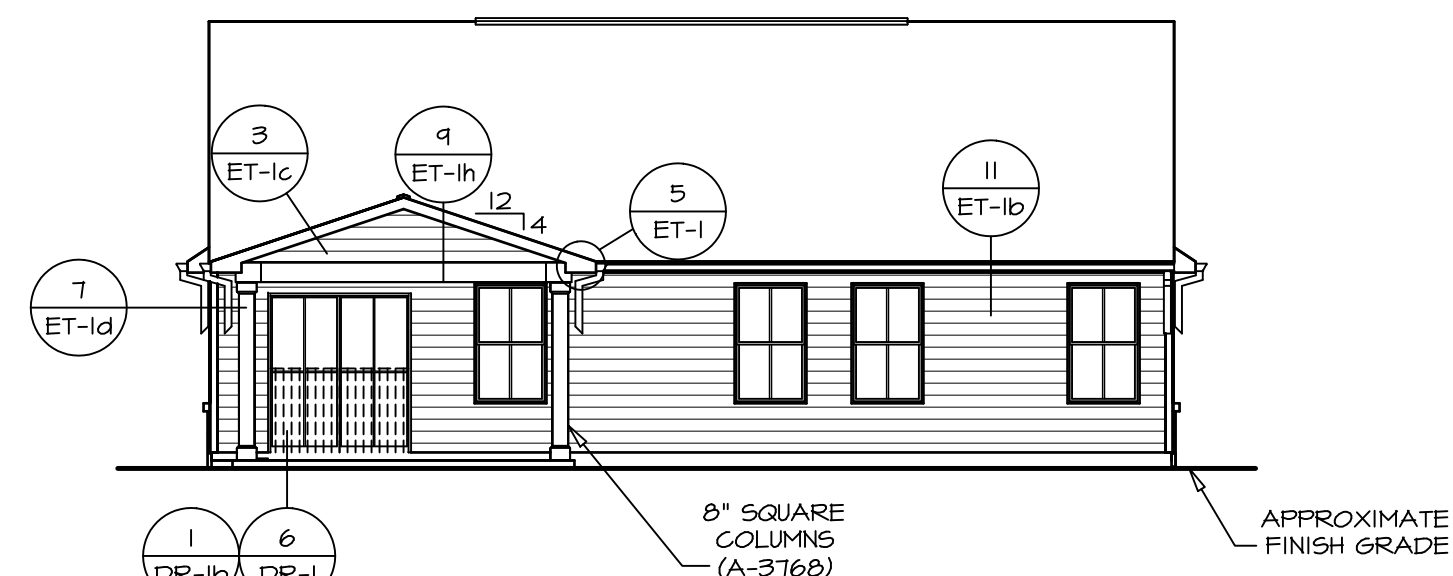 3
ET-1c
9
ET-1h
12
4
5
ET-1
11
ET-1b
7
ET-1d
8" SQUARE
COLUMNS
(A-3768)
APPROXIMATE
FINISH GRADE
1
6